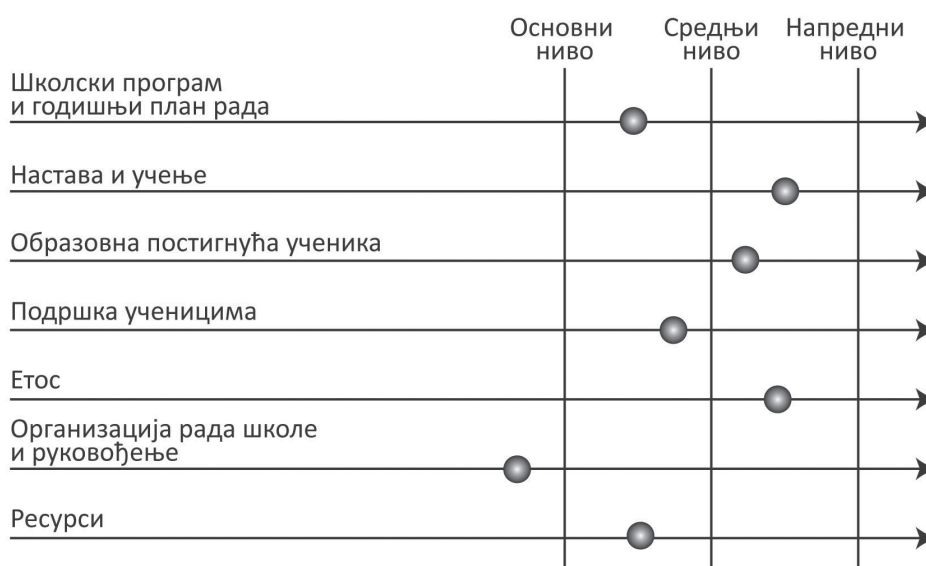 Основни
ниво
Средњи
ниво
Напредни
ниво
Школски програм
и годишњи план рада
Настава и учење
Образовна постигнућа ученика
Подршка ученицима
Етос
Организација рада школе
и руковођење
Ресурси